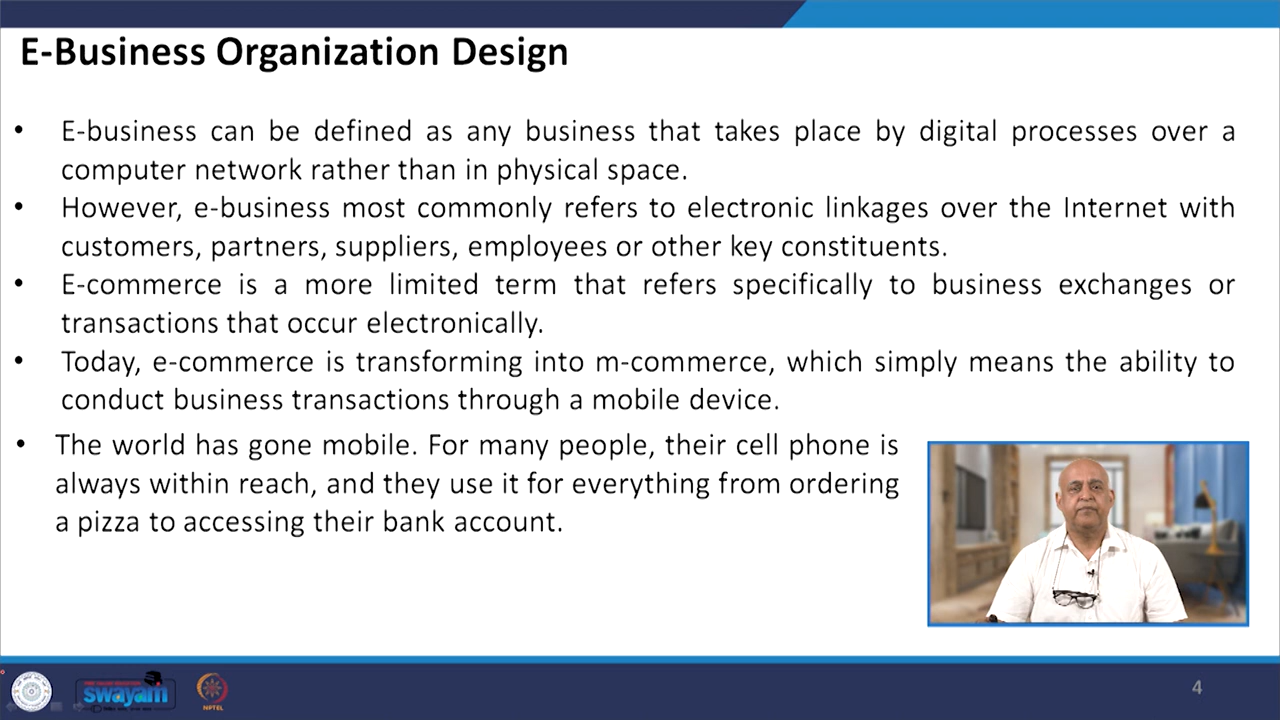 E-Business Organization Design
• E-business can be defined as any business that takes place by digital processes over a
computer network rather than in physical space.
• However, e-business most commonly refers to electronic linkages over the Internet with
customers, partners, suppliers, employees or other key constituents.
• E-commerce is a more limited term that refers specifically to business exchanges or
transactions that occur electronically.
• Today, e-commerce is transforming into m-commerce, which simply means the ability to
conduct business transactions through a mobile device.
• The world has gone mobile. For many people, their cell phone is
always within reach, and they use it for everything from ordering
a pizza to accessing their bank account.
swayam
NPTEL
4